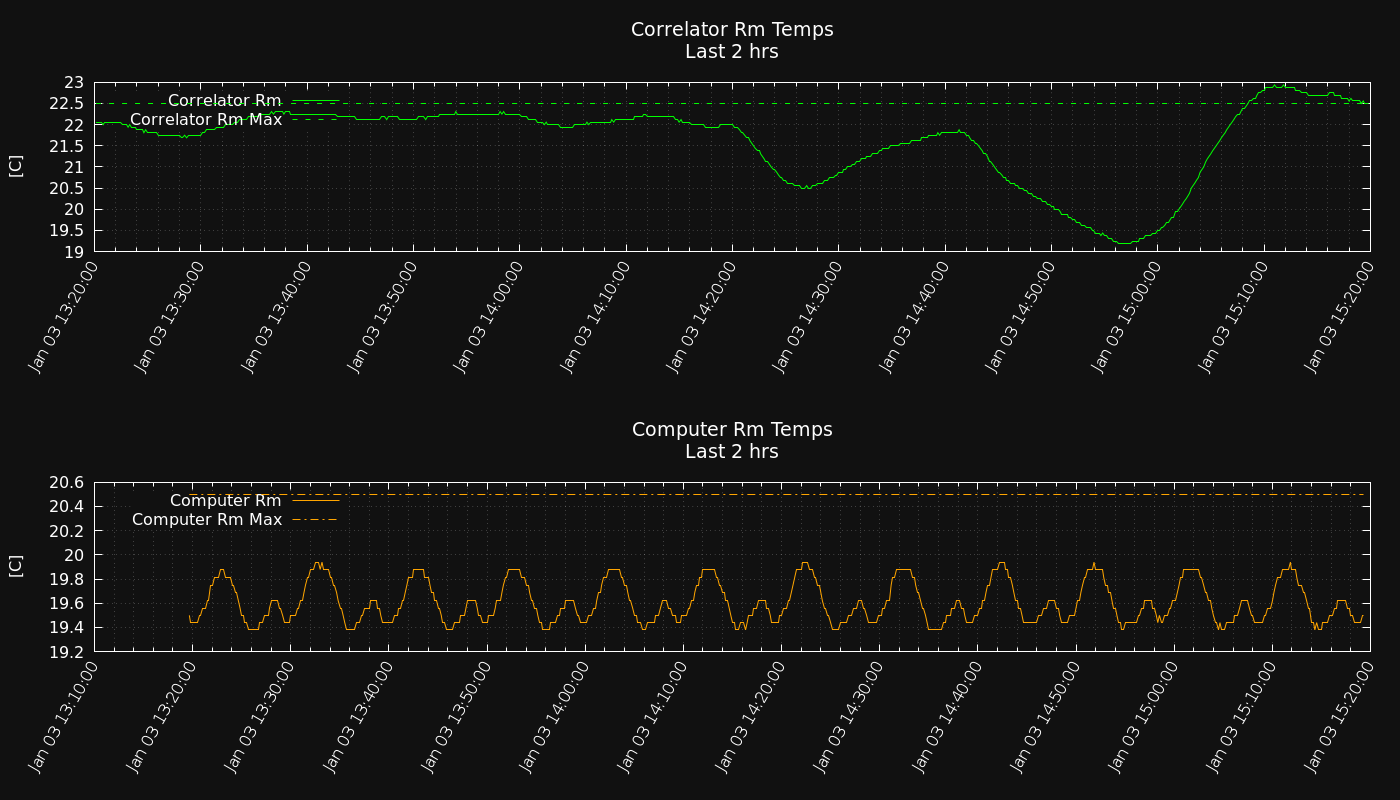 Correlator Rm Temps
Last 2 hrs
23
22.5
22
21.5
21
20.5
20
19.5
19
[C]
Correlator Rm
Correlator Rm Max
Jan 03 13:20:00
Jan 03 13:30:00
Jan 03 13:40:00
Jan 03 13:50:00
Jan 03 14:00:00
Jan 03 14:10:00
Jan 03 14:20:00
Jan 03 14:30:00
Jan 03 14:40:00
Jan 03 14:50:00
Jan 03 15:00:00
Jan 03 15:10:00
Jan 03 15:20:00
Computer Rm Temps
Last 2 hrs
20.6
20.4
20.2
20
19.8
19.6
19.4
19.2
[C]
Computer Rm
Computer Rm Max
Jan 03 13:10:00
Jan 03 13:20:00
Jan 03 13:30:00
Jan 03 13:40:00
Jan 03 13:50:00
Jan 03 14:00:00
Jan 03 14:10:00
Jan 03 14:20:00
Jan 03 14:30:00
Jan 03 14:40:00
Jan 03 14:50:00
Jan 03 15:00:00
Jan 03 15:10:00
Jan 03 15:20:00